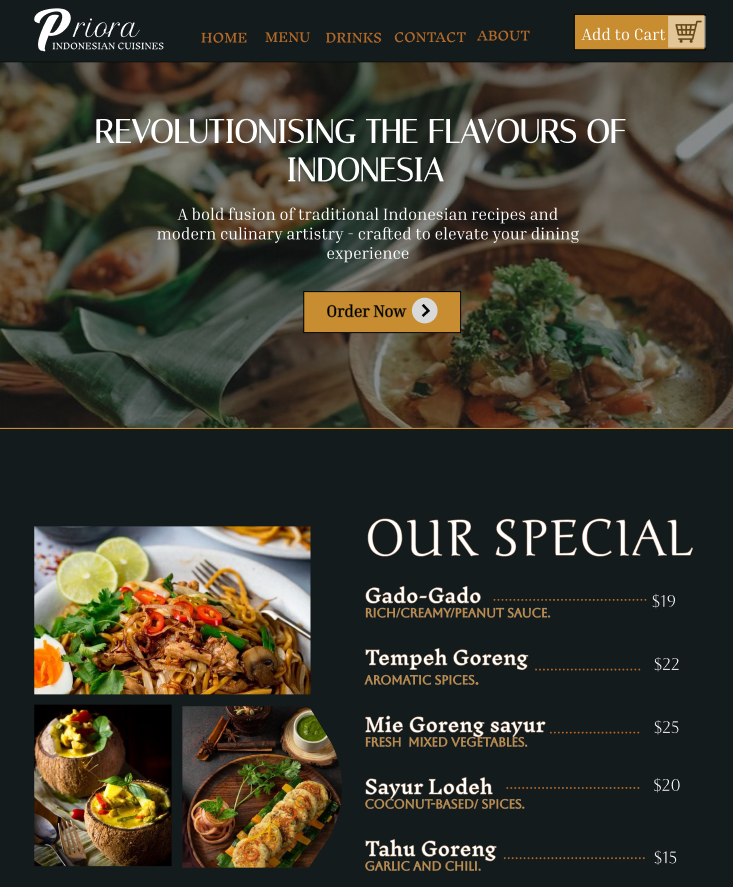 Priora
INDONESIAN CUISINES
HOME MENU DRINKS CONTACT ABOUT
Add to Cart
REVOLUTIONISING THE FLAVOURS OF
INDONESIA
A bold fusion of traditional Indonesian recipes and
modern culinary artistry - crafted to elevate your dining
experience
Order Now
OUR SPECIAL
Gado-Gado ........................ $19
RICH/CREAMY/PEANUT SAUCE.
Tempeh Goreng ........................ $22
AROMATIC SPICES.
Mie Goreng sayur ........................ $25
FRESH MIXED VEGETABLES.
Sayur Lodeh ........................ $20
COCONUT-BASED/ SPICES.
Tahu Goreng ........................ $15
GARLIC AND CHILI.